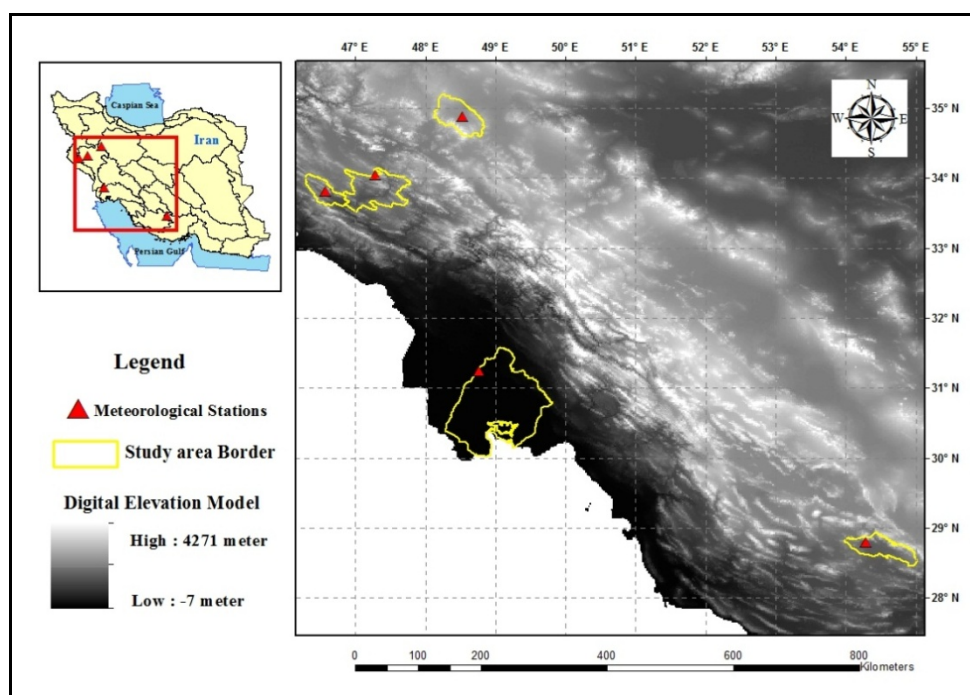 47° E 48° E 49° E 50° E 51° E 52° E 53° E 54° E 55° E
Caspian Sea
Iran
Persian Gulf
N
W E
S
35° N
34° N
33° N
32° N
31° N
30° N
29° N
28° N
Legend
Meteorological Stations
Study area Border
Digital Elevation Model
High : 4271 meter
Low : -7 meter
0 100 200 400 600 800
Kilometers